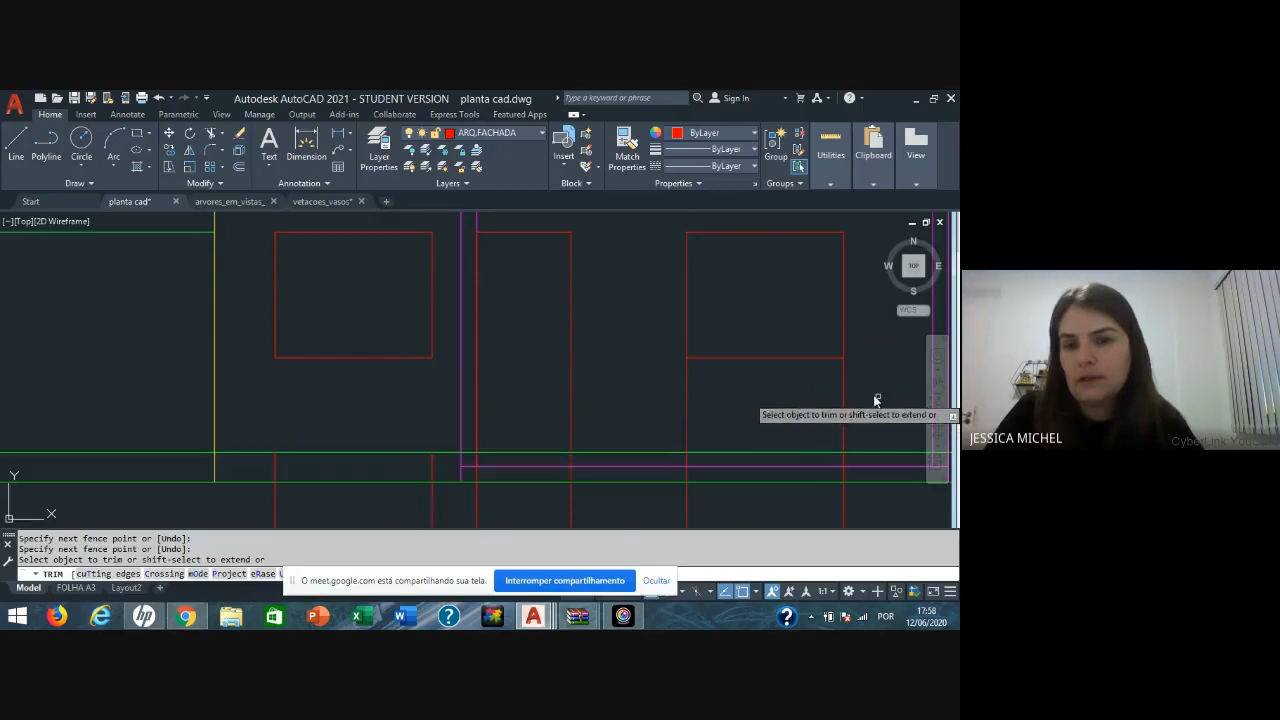 Autodesk AutoCAD 2021 - STUDENT VERSION planta cad.dwg
Type a keyword or phrase
Sign In
Home Insert Annotate Parametric View Manage Output Add-ins Collaborate Express Tools Featured Apps
Line Polyline Circle Arc
Text Dimension
Layer Properties
ARQ.FACHADA
Insert
Match Properties
ByLayer
ByLayer
ByLayer
Group
Utilities
Clipboard
View
Draw Modify Annotation Layers Block Properties Groups
Start planta cad* arvores_em_vistas_ vetacoes_vasos*
[−][Top][2D Wireframe]
N
W TOP E
S
WCS
Select object to trim or shift-select to extend or
JESSICA MICHEL
Y
X
Specify next fence point or [Undo]:
Specify next fence point or [Undo]:
Select object to trim or shift-select to extend or
TRIM [cuTting edges Crossing mOde Project eRase U
O meet.google.com está compartilhando sua tela. Interromper compartilhamento Ocultar
Model FOLHA A3 Layout2 +
1:1
POR
17:58
12/06/2020